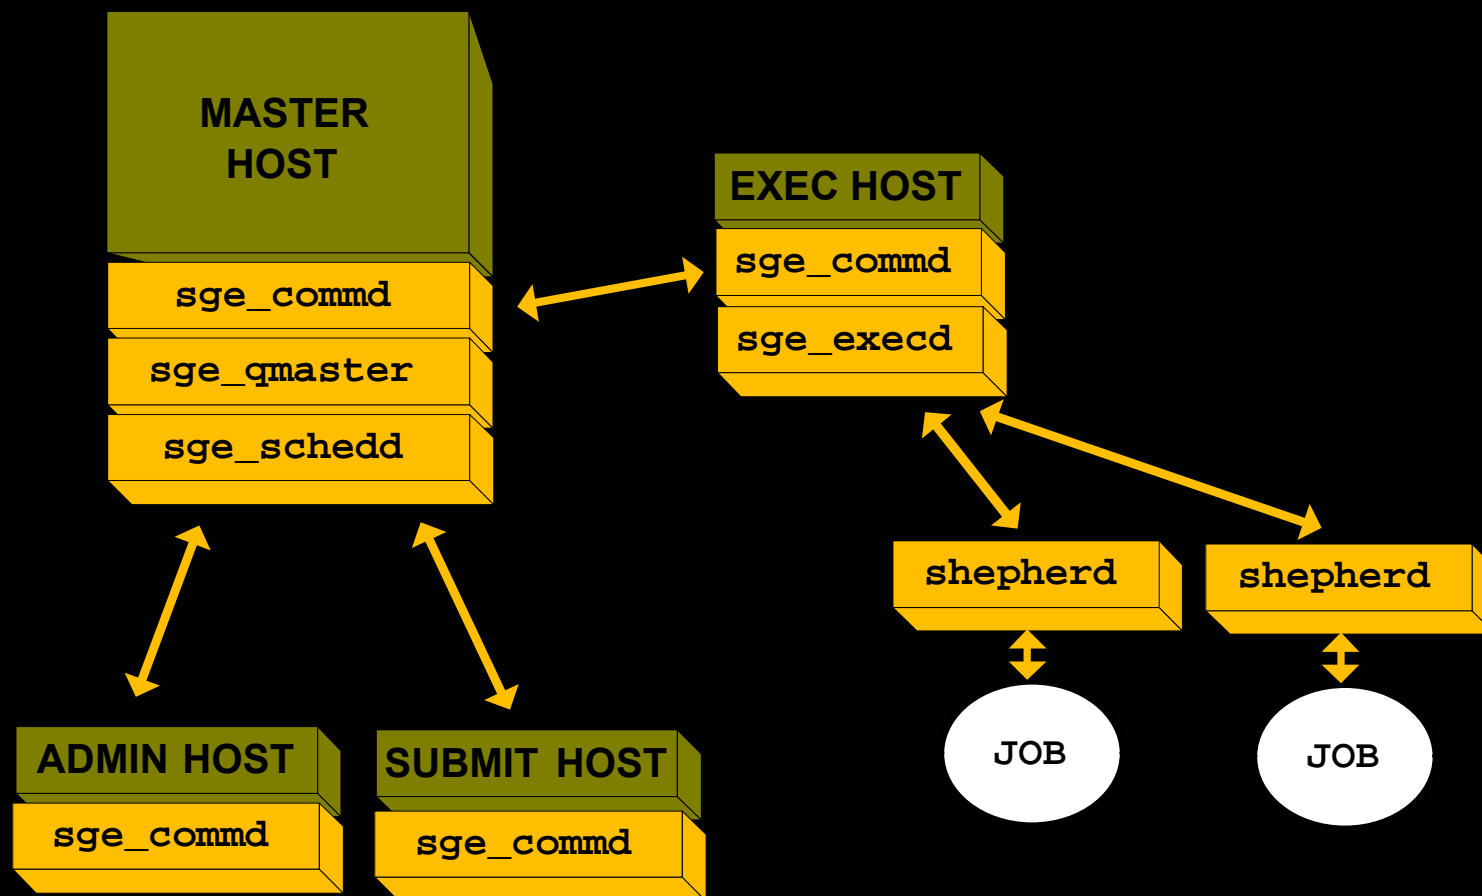 MASTER
HOST
sge_commd
sge_qmaster
sge_schedd
EXEC HOST
sge_commd
sge_execd
shepherd
shepherd
JOB
JOB
ADMIN HOST
sge_commd
SUBMIT HOST
sge_commd